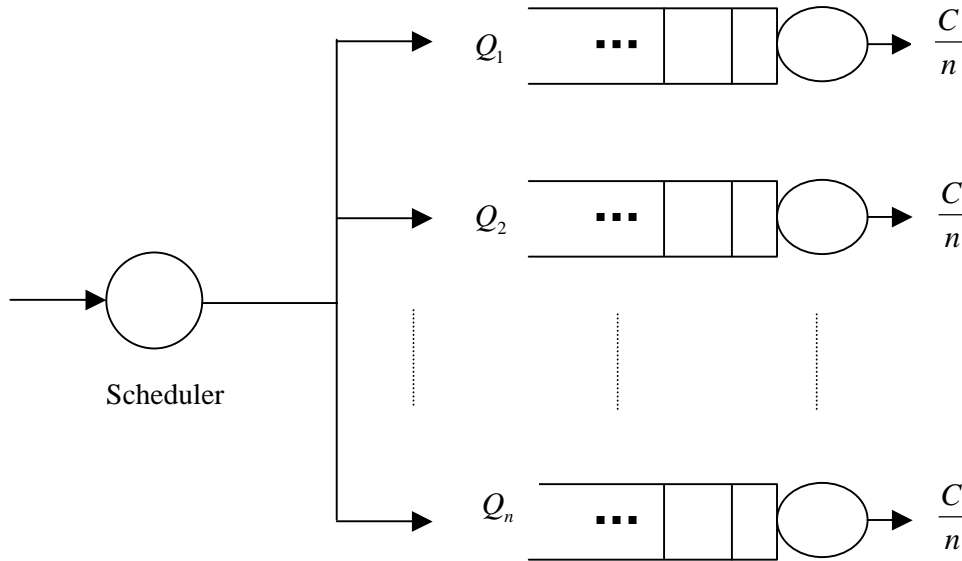 Q₁
C/n
Q₂
C/n
Scheduler
Qₙ
C/n